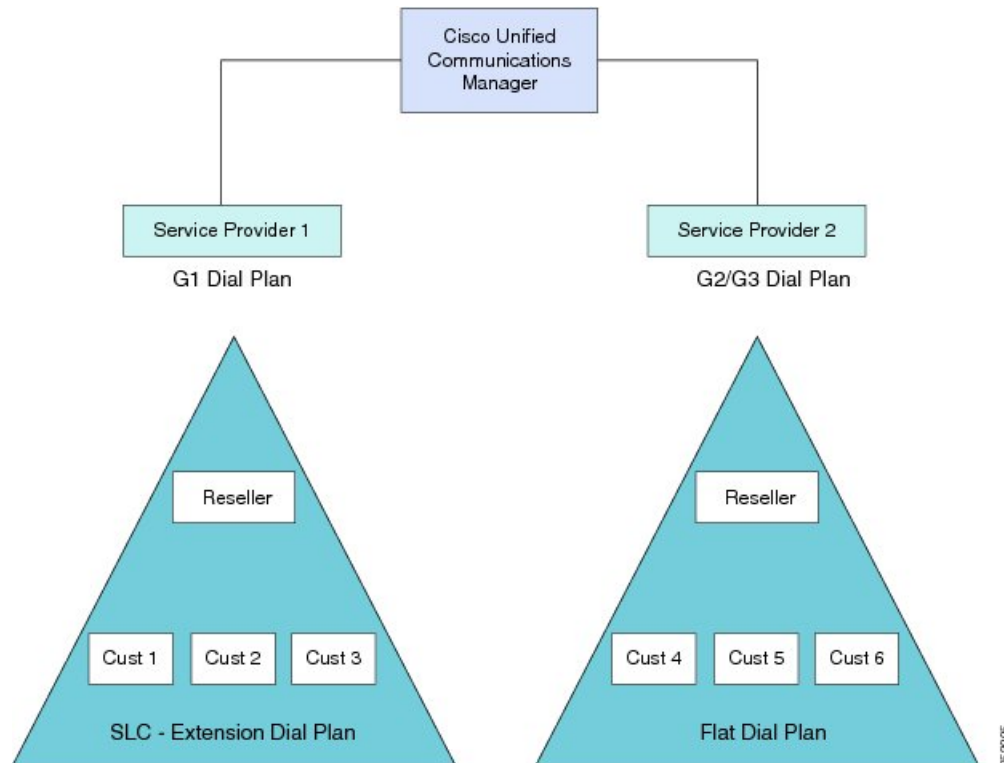 Cisco Unified
Communications
Manager
Service Provider 1
Service Provider 2
G1 Dial Plan
G2/G3 Dial Plan
Reseller
Reseller
Cust 1
Cust 2
Cust 3
Cust 4
Cust 5
Cust 6
SLC - Extension Dial Plan
Flat Dial Plan